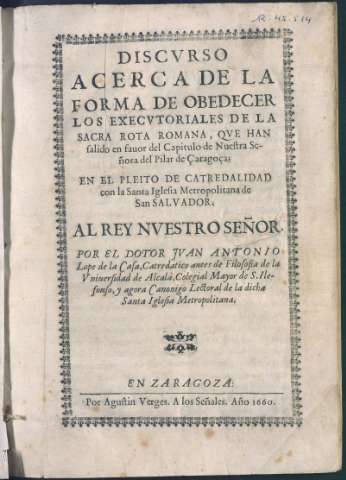 DISCVRSO
ACERCA DE LA
FORMA DE OBEDECER
LOS EXECVTORIALES DE LA
SACRA ROTA ROMANA, QVE HAN
salido en fauor del Capitulo de Nuestra Se-
ñora del Pilar de Çaragoça;
EN EL PLEITO DE CATREDALIDAD
con la Santa Iglesia Metropolitana de
San SALVADOR,
AL REY NVESTRO SEÑOR.
POR EL DOTOR JVAN ANTONIO
Lope de la Casa, Catredatico antes de Filosofia de la
Vniuersidad de Alcalá, Colegial Mayor de S. Ile-
fonso, y agora Canonigo Lectoral de la dicha
Santa Iglesia Metropolitana,
EN ZARAGOZA:
Por Agustin Verges. A los Señales. Año 1660.